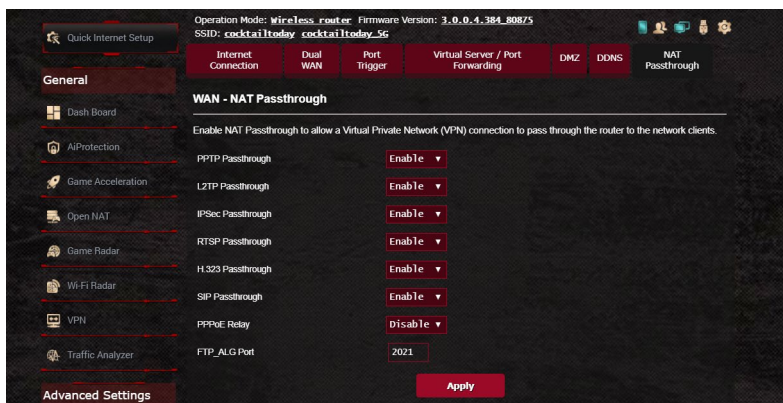 Quick Internet Setup
General
Dash Board
AiProtection
Game Acceleration
Open NAT
Game Radar
Wi-Fi Radar
VPN
Traffic Analyzer
Advanced Settings
Operation Mode: Wireless router Firmware Version: 3.0.0.4.384_80875
SSID: cocktailtoday cocktailtoday_5G
Internet Connection
Dual WAN
Port Trigger
Virtual Server / Port Forwarding
DMZ
DDNS
NAT Passthrough
WAN - NAT Passthrough
Enable NAT Passthrough to allow a Virtual Private Network (VPN) connection to pass through the router to the network clients.
PPTP Passthrough Enable
L2TP Passthrough Enable
IPSec Passthrough Enable
RTSP Passthrough Enable
H.323 Passthrough Enable
SIP Passthrough Enable
PPPoE Relay Disable
FTP_ALG Port 2021
Apply